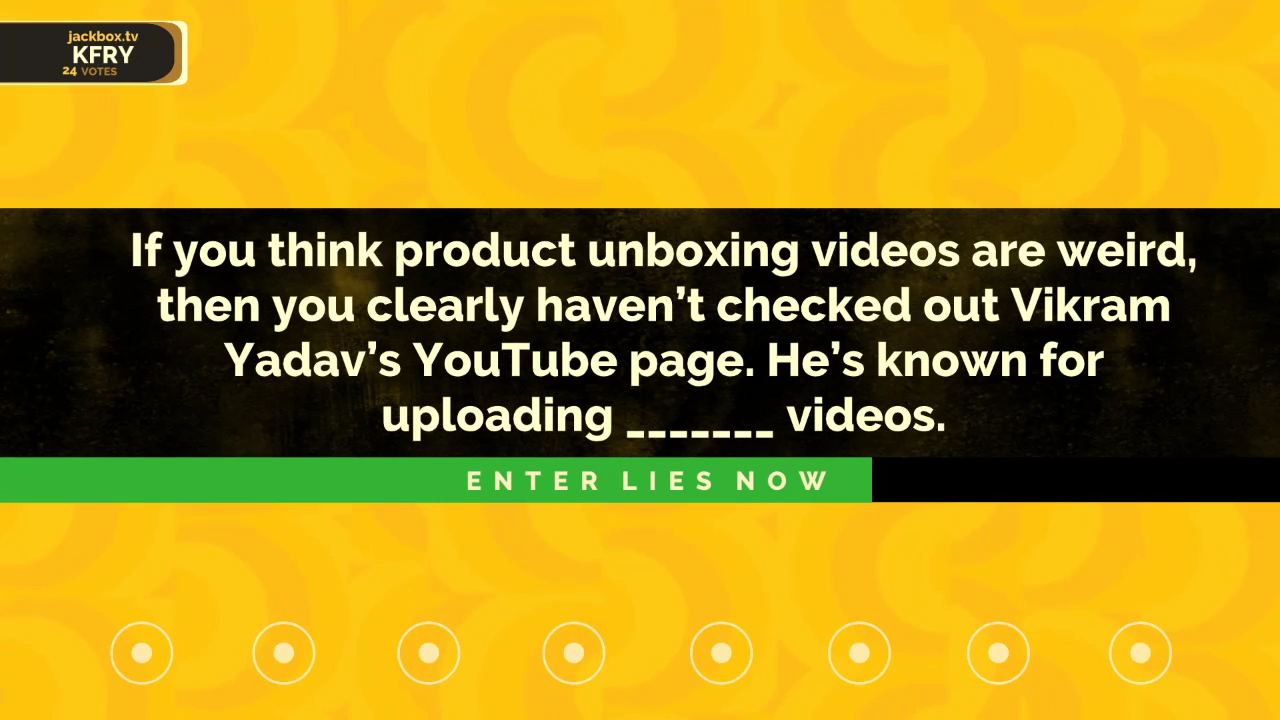 jackbox.tv
KFRY
24 VOTES
If you think product unboxing videos are weird,
then you clearly haven’t checked out Vikram
Yadav’s YouTube page. He’s known for
uploading _______ videos.
ENTER LIES NOW